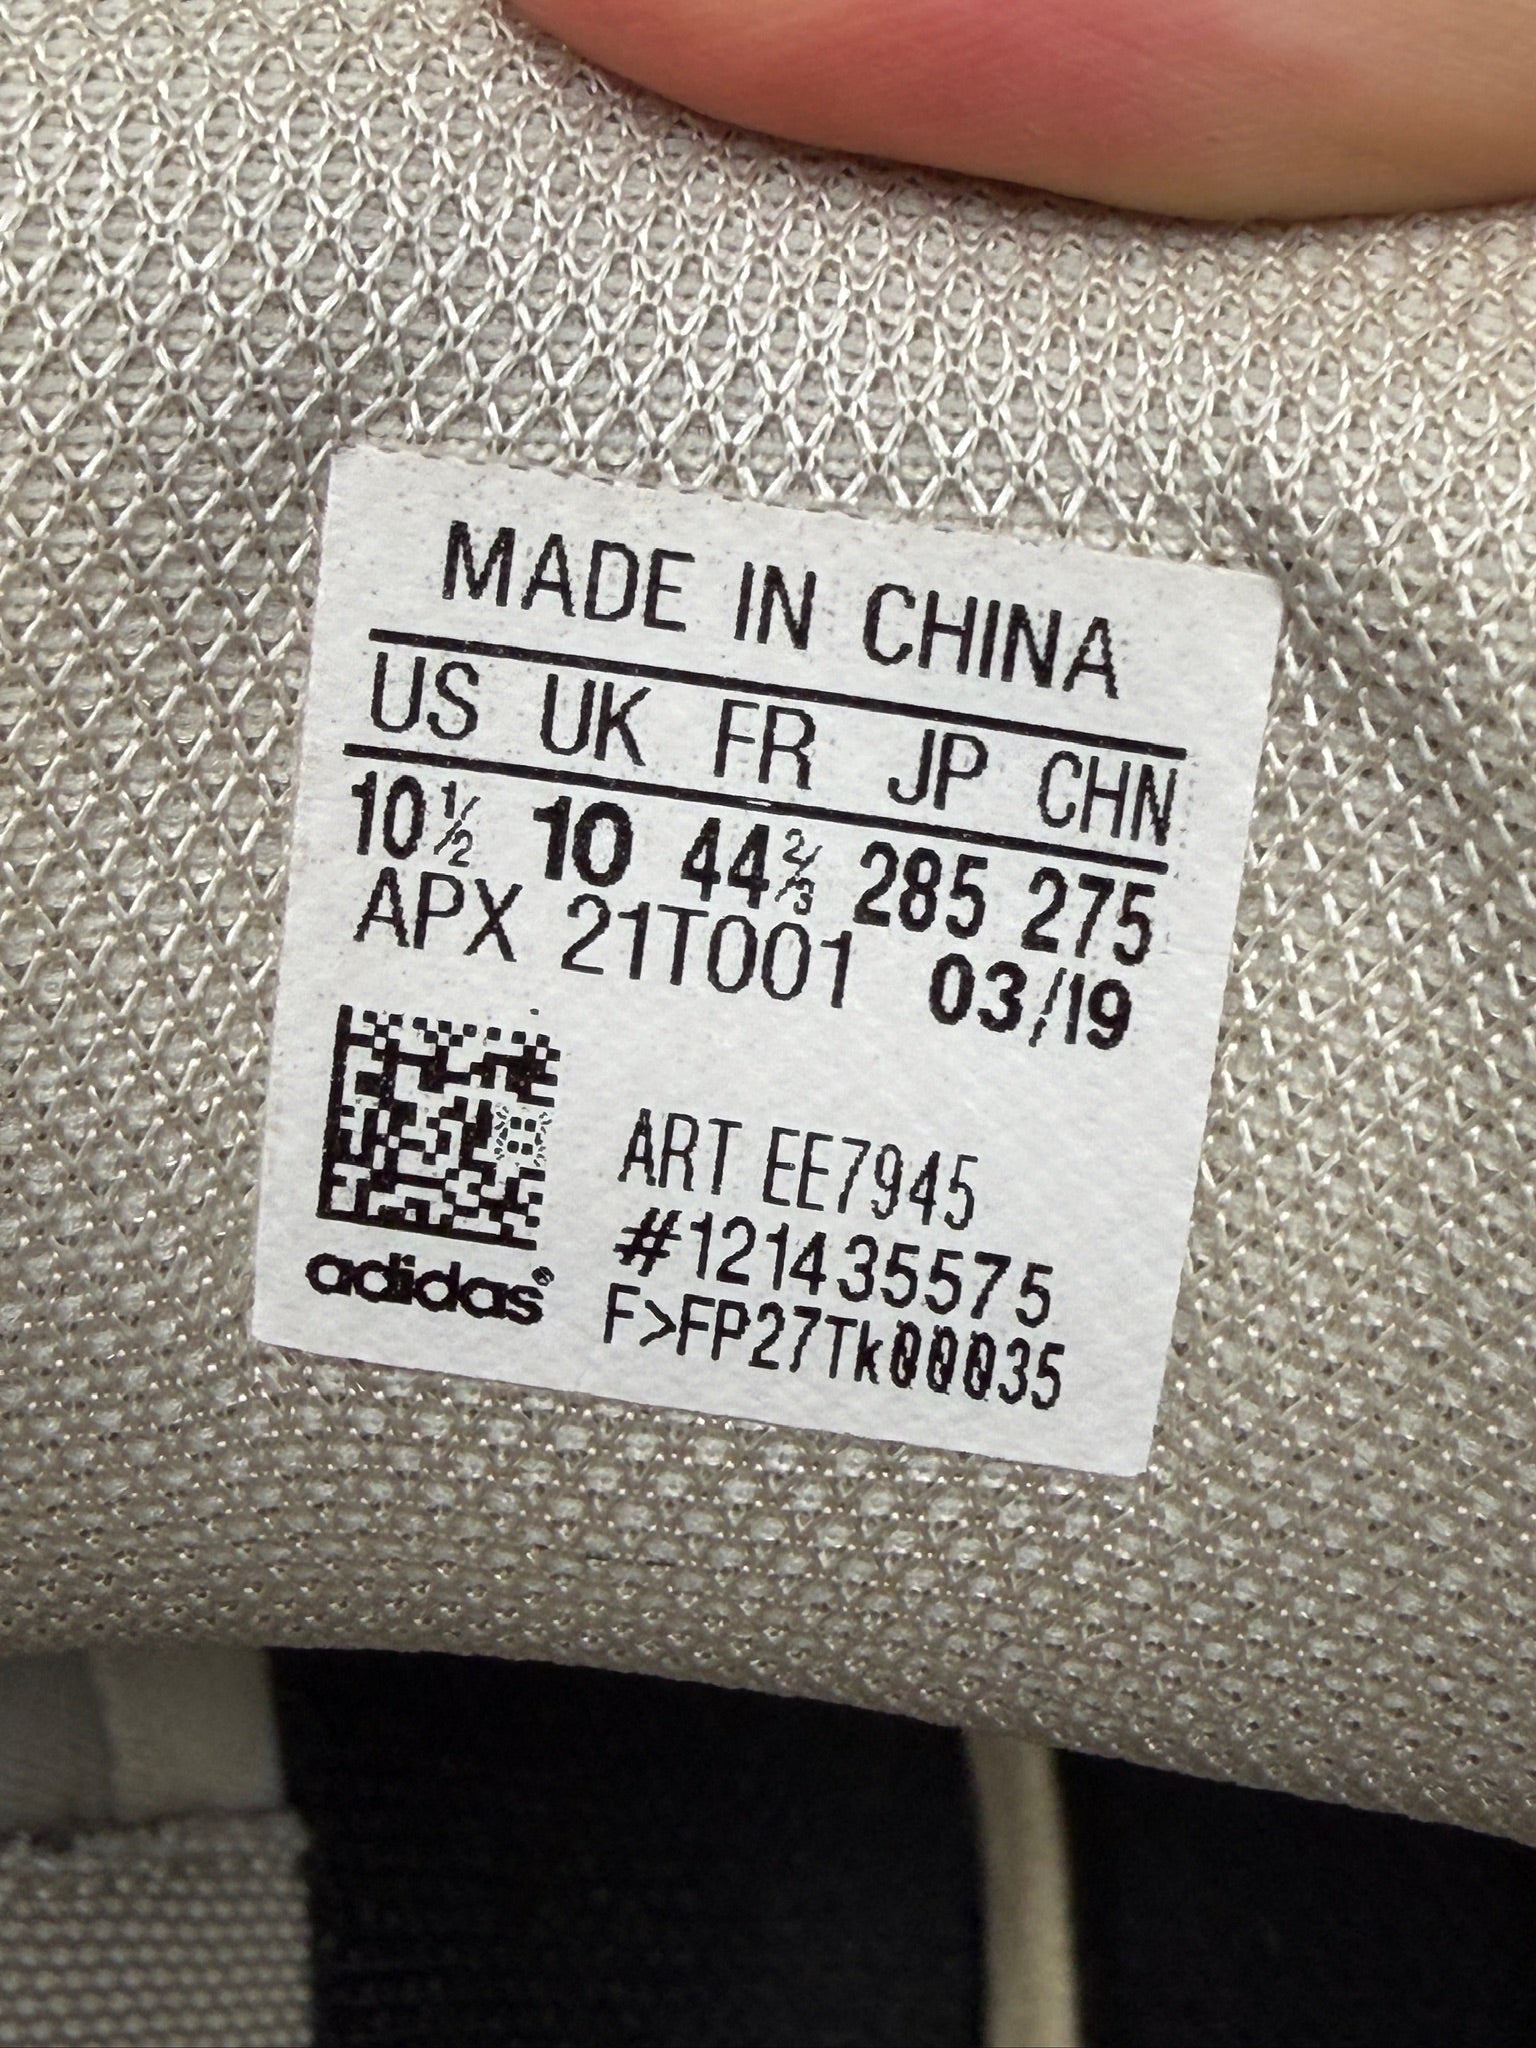 MADE IN CHINA
US UK FR JP CHN
10½ 10 44⅔ 285 275
APX 21T001 03/19
ART EE7945
#121435575
F>FP27Tk00035
adidas®